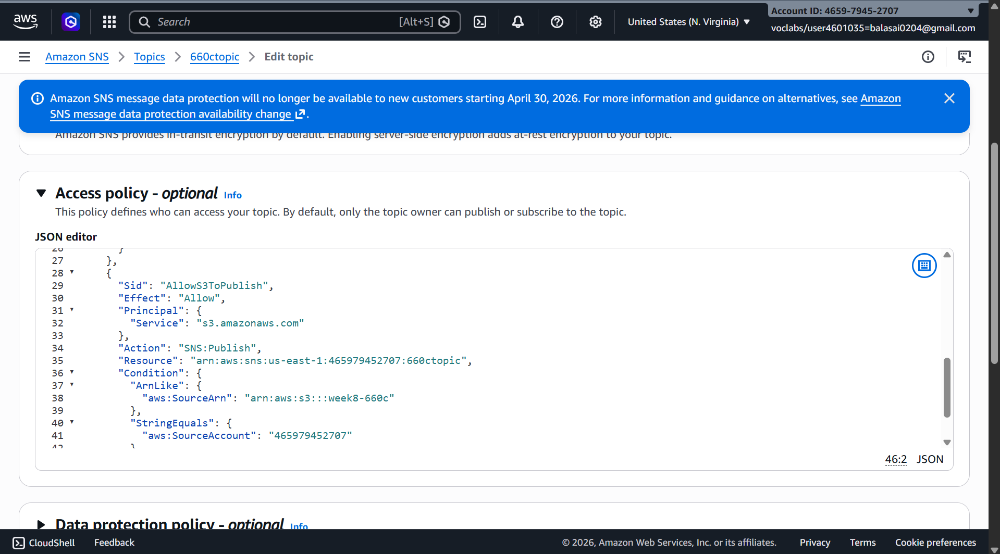 aws
Search [Alt+S]
United States (N. Virginia)
Account ID: 4659-7945-2707
voclabs/user4601035=balasai0204@gmail.com
Amazon SNS Topics 660ctopic Edit topic
Amazon SNS message data protection will no longer be available to new customers starting April 30, 2026. For more information and guidance on alternatives, see Amazon
SNS message data protection availability change .
Amazon SNS provides in-transit encryption by default. Enabling server-side encryption adds at-rest encryption to your topic.
Access policy - optional Info
This policy defines who can access your topic. By default, only the topic owner can publish or subscribe to the topic.
JSON editor
26 }
27 },
28 {
29 "Sid": "AllowS3ToPublish",
30 "Effect": "Allow",
31 "Principal": {
32 "Service": "s3.amazonaws.com"
33 },
34 "Action": "SNS:Publish",
35 "Resource": "arn:aws:sns:us-east-1:465979452707:660ctopic",
36 "Condition": {
37 "ArnLike": {
38 "aws:SourceArn": "arn:aws:s3:::week8-660c"
39 },
40 "StringEquals": {
41 "aws:SourceAccount": "465979452707"
42 }
46:2 JSON
Data protection policy - optional Info
CloudShell Feedback
© 2026, Amazon Web Services, Inc. or its affiliates. Privacy Terms Cookie preferences